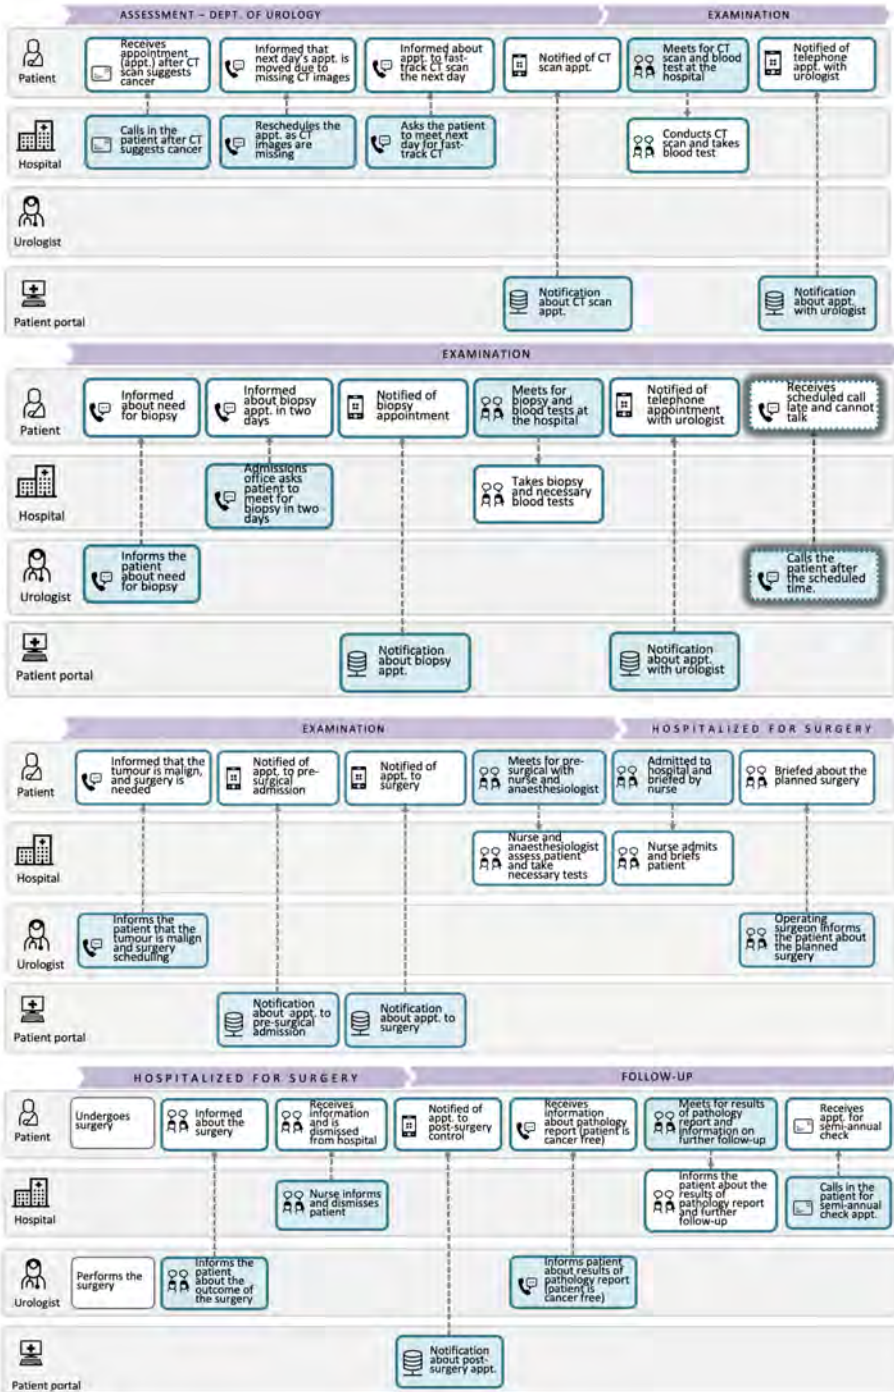 ASSESSMENT – DEPT. OF UROLOGY
EXAMINATION
Patient
Receives
appointment
(appt.) after CT
scan suggests
cancer
Informed that
next day's appt. is
moved due to
missing CT images
Informed about
appt. to fast-
track CT scan
the next day
Notified of CT
scan appt.
Meets for CT
scan and blood
test at the
hospital
Notified of
telephone
appt. with
urologist
Hospital
Calls in the
patient after CT
suggests cancer
Reschedules the
appt. as CT
images are
missing
Asks the patient
to meet next
day for fast-
track CT
Conducts CT
scan and takes
blood test
Urologist
Patient portal
Notification
about CT scan
appt.
Notification
about appt.
with urologist
EXAMINATION
Patient
Informed
about need
for biopsy
Informed
about biopsy
appt. in two
days
Notified of
biopsy
appointment
Meets for
biopsy and
blood tests at
the hospital
Notified of
telephone
appointment
with urologist
Receives
scheduled call
late and cannot
talk
Hospital
Admissions
office asks
patient to
meet for
biopsy in two
days
Takes biopsy
and necessary
blood tests
Urologist
Informs the
patient
about need
for biopsy
Calls the
patient after
the scheduled
time.
Patient portal
Notification
about biopsy
appt.
Notification
about appt.
with urologist
EXAMINATION
HOSPITALIZED FOR SURGERY
Patient
Informed that the
tumour is malign,
and surgery is
needed
Notified of
appt. to pre-
surgical
admission
Notified of
appt. to
surgery
Meets for pre-
surgical with
nurse and
anaesthesiologist
Admitted to
hospital and
briefed by
nurse
Briefed about the
planned surgery
Hospital
Nurse and
anaesthesiologist
assess patient
and take
necessary tests
Nurse admits
and briefs
patient
Urologist
Informs the
patient that the
tumour is malign
and surgery
scheduling
Operating
surgeon informs
the patient about
the planned
surgery
Patient portal
Notification
about appt. to
pre-surgical
admission
Notification
about appt. to
surgery
HOSPITALIZED FOR SURGERY
FOLLOW-UP
Patient
Undergoes
surgery
Informed
about the
surgery
Receives
information
and is
dismissed
from hospital
Notified of
appt. to
post-surgery
control
Receives
information
about pathology
report (patient is
cancer free)
Meets for results
of pathology
report and
information on
further follow-up
Receives
appt. for
semi-annual
check
Hospital
Nurse informs
and dismisses
patient
Informs the
patient about the
results of
pathology report
and further
follow-up
Calls in the
patient for
semi-annual
check appt.
Urologist
Performs the
surgery
Informs the
patient
about the
outcome of
the surgery
Informs patient
about results of
pathology report
(patient is
cancer free)
Patient portal
Notification
about post-
surgery appt.